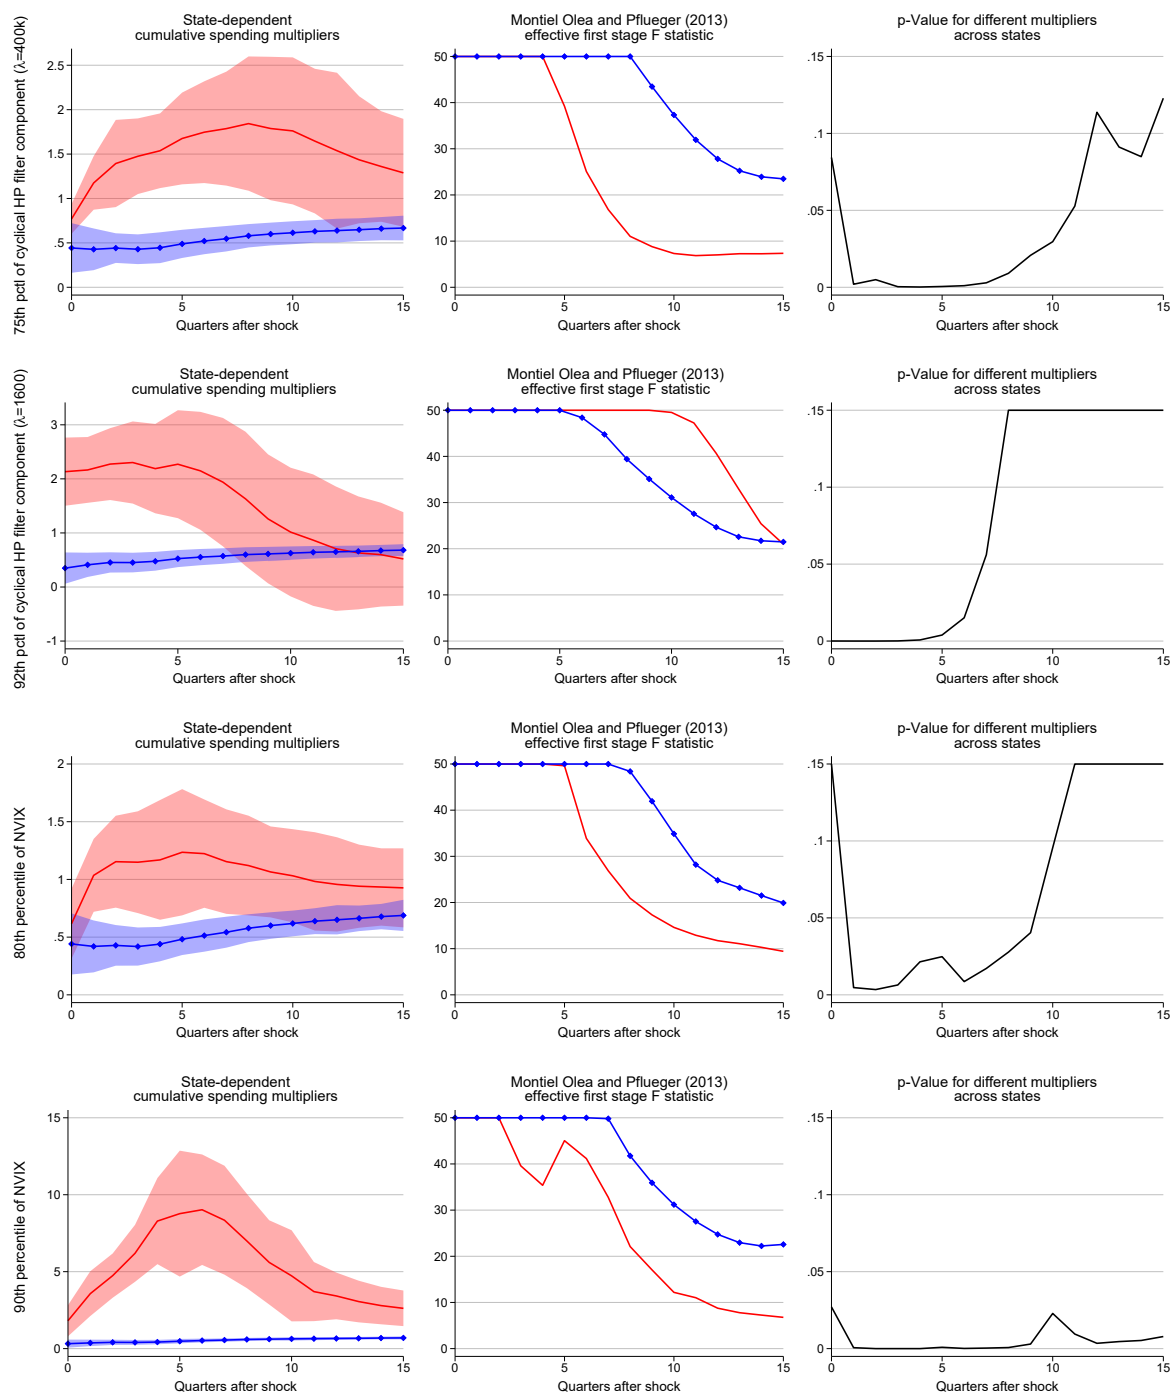 75th pctl of cyclical HP filter component (λ=400k)
State-dependent
cumulative spending multipliers
2.5
2
1.5
1
.5
0
0 5 10 15
Quarters after shock
Montiel Olea and Pflueger (2013)
effective first stage F statistic
50
40
30
20
10
0
0 5 10 15
Quarters after shock
p-Value for different multipliers
across states
.15
.1
.05
0
0 5 10 15
Quarters after shock
92th pctl of cyclical HP filter component (λ=1600)
State-dependent
cumulative spending multipliers
3
2
1
0
-1
0 5 10 15
Quarters after shock
Montiel Olea and Pflueger (2013)
effective first stage F statistic
50
40
30
20
10
0
0 5 10 15
Quarters after shock
p-Value for different multipliers
across states
.15
.1
.05
0
0 5 10 15
Quarters after shock
80th percentile of NVIX
State-dependent
cumulative spending multipliers
2
1.5
1
.5
0
0 5 10 15
Quarters after shock
Montiel Olea and Pflueger (2013)
effective first stage F statistic
50
40
30
20
10
0
0 5 10 15
Quarters after shock
p-Value for different multipliers
across states
.15
.1
.05
0
0 5 10 15
Quarters after shock
90th percentile of NVIX
State-dependent
cumulative spending multipliers
15
10
5
0
0 5 10 15
Quarters after shock
Montiel Olea and Pflueger (2013)
effective first stage F statistic
50
40
30
20
10
0
0 5 10 15
Quarters after shock
p-Value for different multipliers
across states
.15
.1
.05
0
0 5 10 15
Quarters after shock